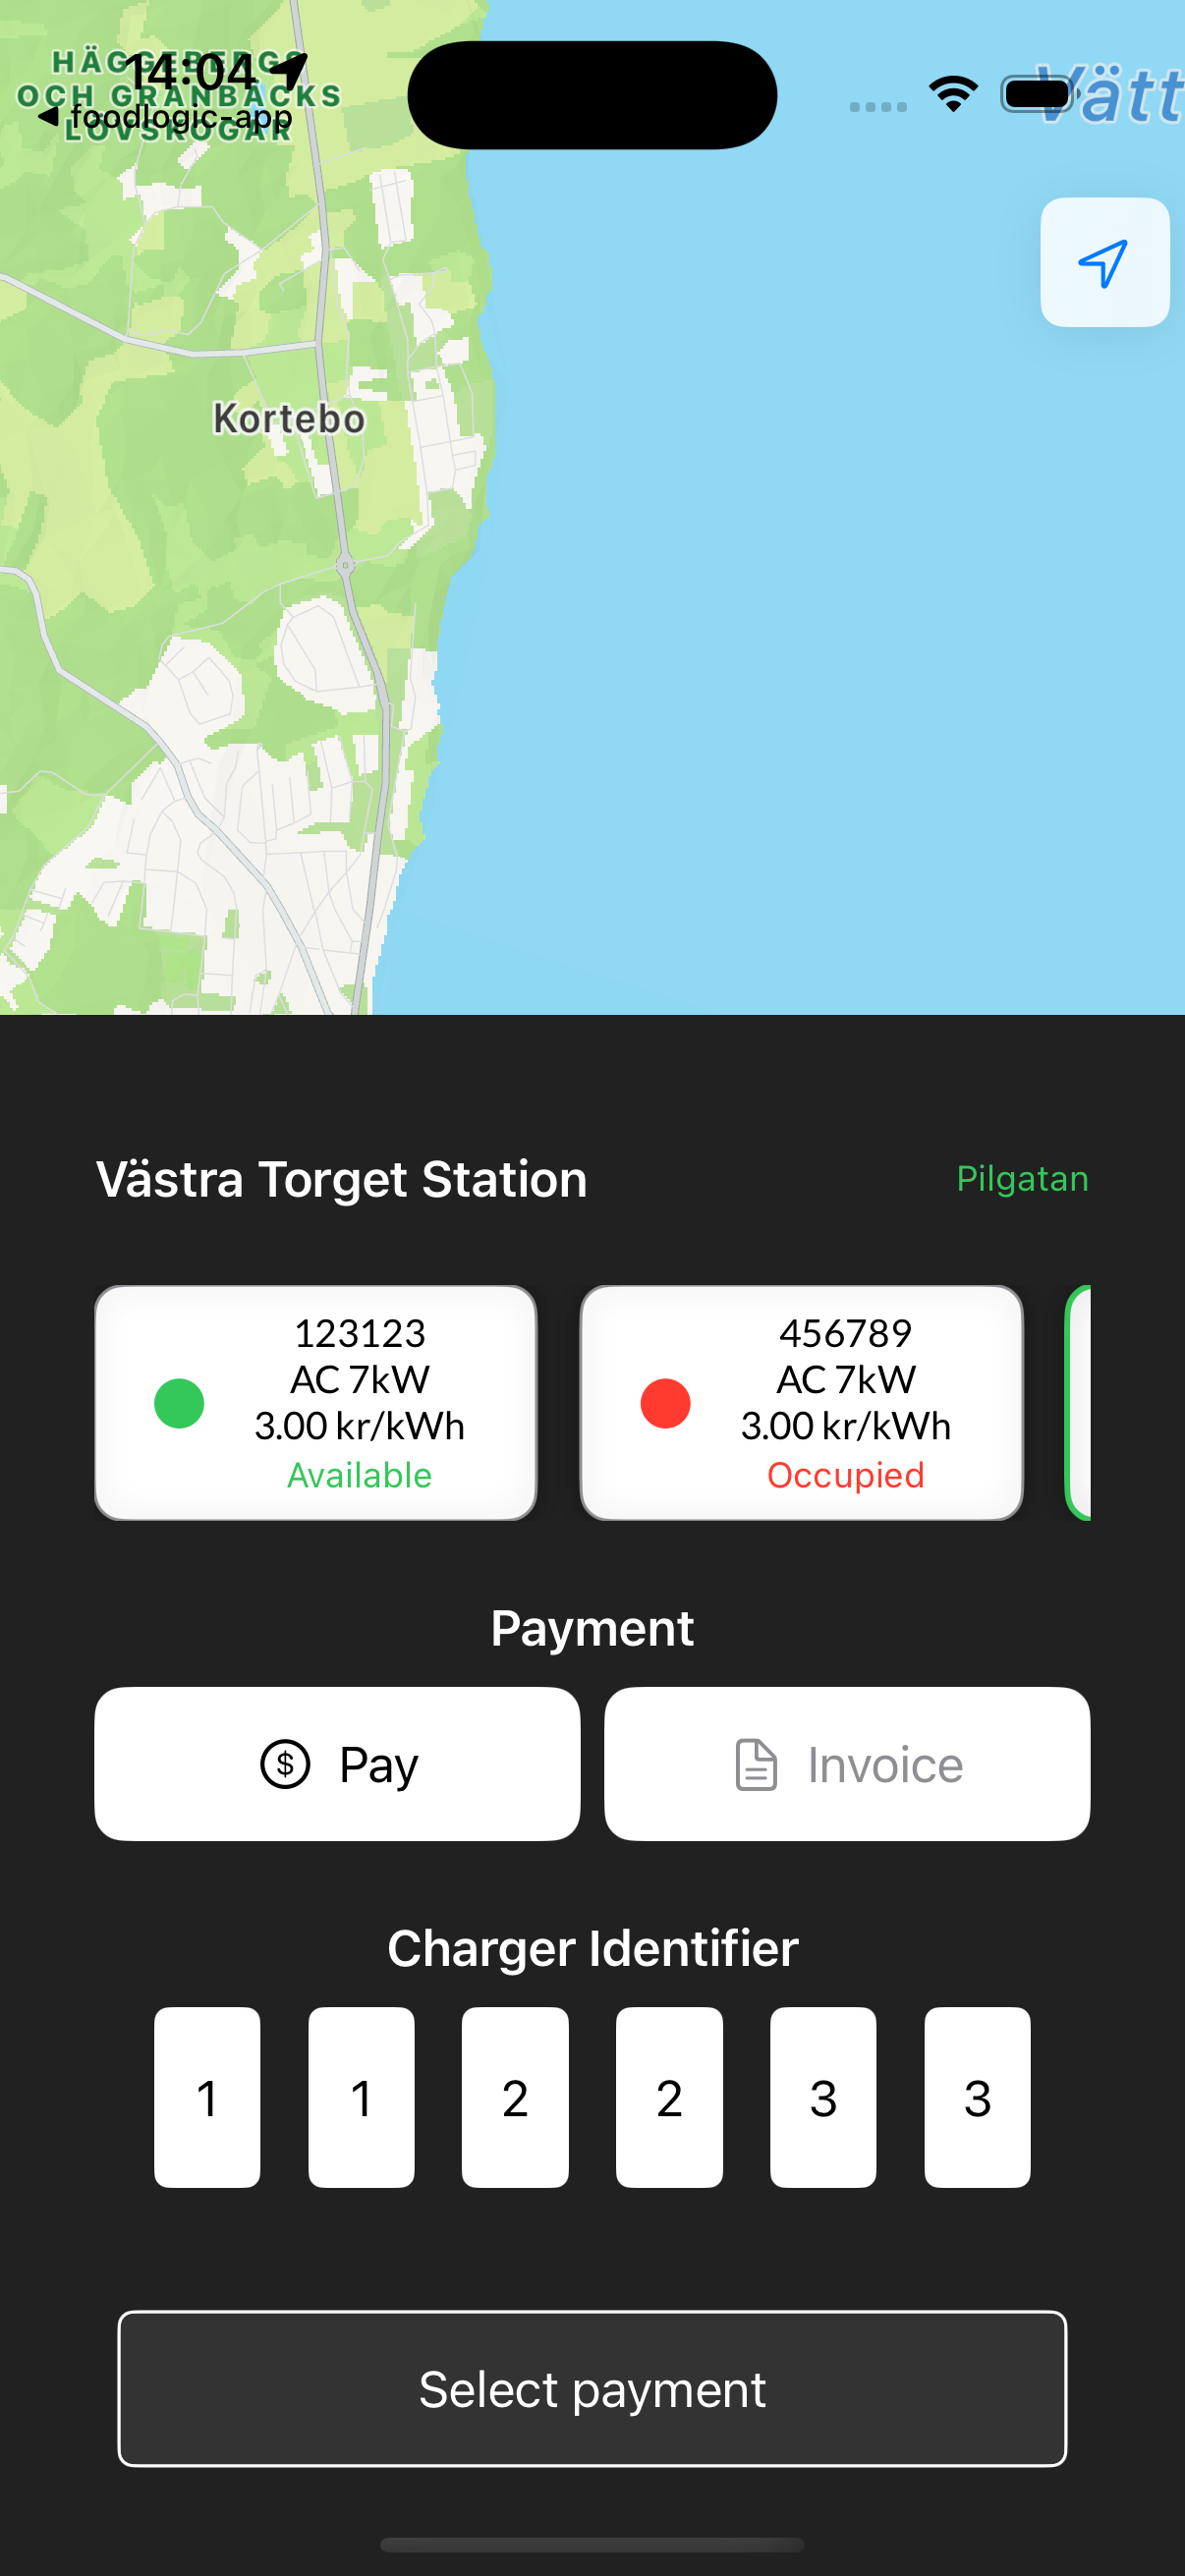 HÄGGEBERGS
14:04
OCH GRANBÄCKS
foodlogic-app
LÖVSKOGAR
Vätt
Kortebo
Västra Torget Station
Pilgatan
123123
AC 7kW
3.00 kr/kWh
Available
456789
AC 7kW
3.00 kr/kWh
Occupied
Payment
$ Pay
Invoice
Charger Identifier
1 1 2 2 3 3
Select payment